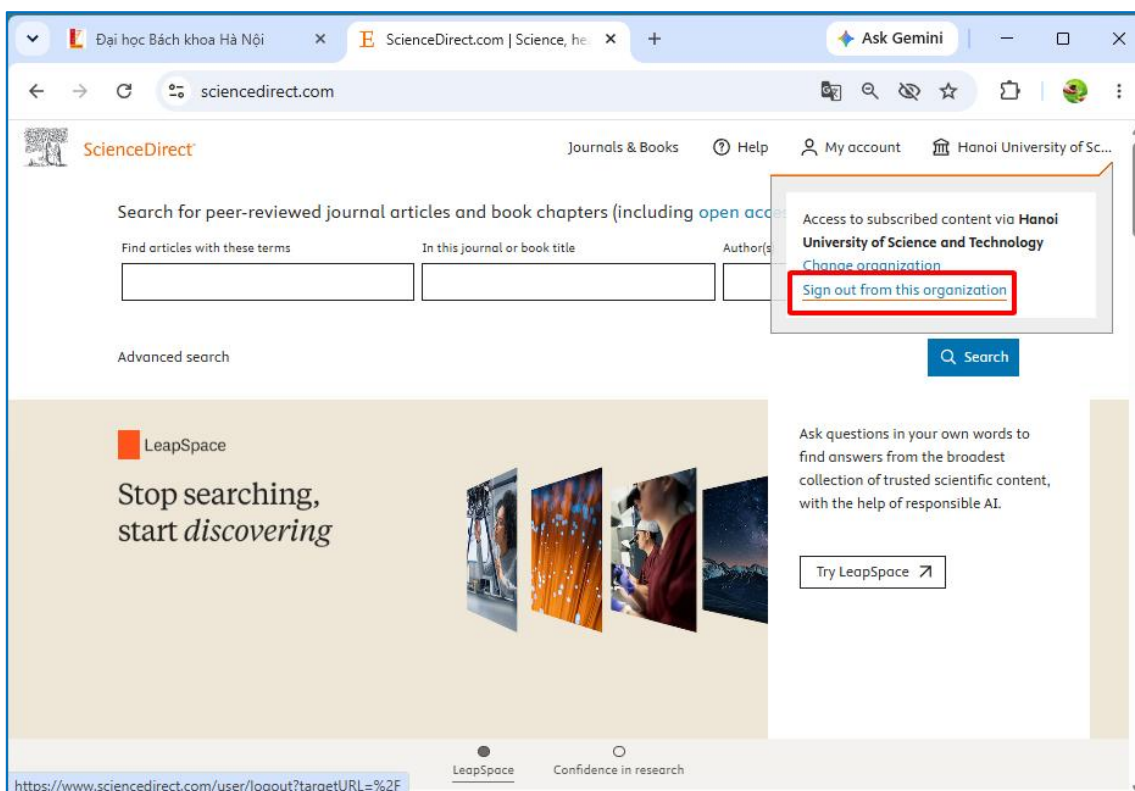 Đại học Bách khoa Hà Nội
ScienceDirect.com | Science, he
Ask Gemini
sciencedirect.com
ScienceDirect
Journals & Books
Help
My account
Hanoi University of Sc...
Search for peer-reviewed journal articles and book chapters (including open acce
Access to subscribed content via Hanoi
University of Science and Technology
Change organization
Sign out from this organization
Find articles with these terms
In this journal or book title
Author(s
Advanced search
Search
LeapSpace
Stop searching,
start discovering
Ask questions in your own words to
find answers from the broadest
collection of trusted scientific content,
with the help of responsible AI.
Try LeapSpace
LeapSpace
Confidence in research
https://www.sciencedirect.com/user/logout?targetURL=%2F